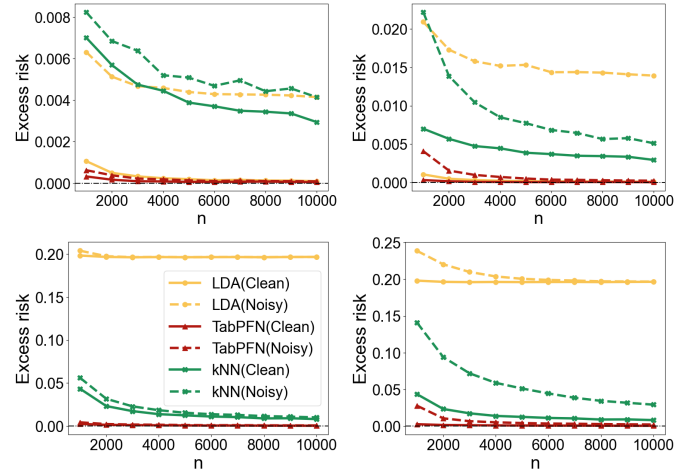 Excess risk
0.008
0.006
0.004
0.002
0.000
2000 4000 6000 8000 10000
n
Excess risk
0.020
0.015
0.010
0.005
0.000
2000 4000 6000 8000 10000
n
Excess risk
0.20
0.15
0.10
0.05
0.00
2000 4000 6000 8000 10000
n
LDA(Clean)
LDA(Noisy)
TabPFN(Clean)
TabPFN(Noisy)
kNN(Clean)
kNN(Noisy)
Excess risk
0.25
0.20
0.15
0.10
0.05
0.00
2000 4000 6000 8000 10000
n